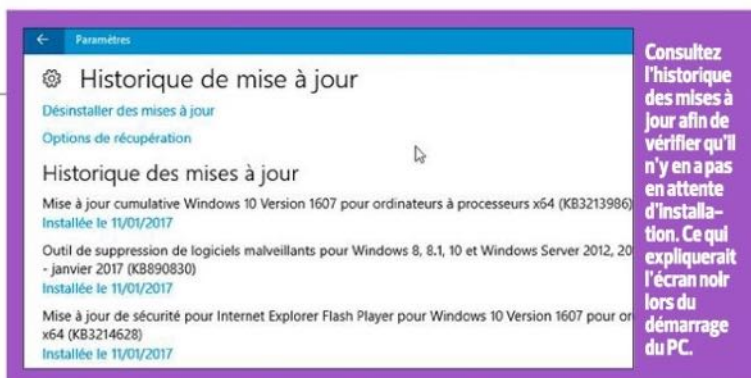 Paramètres
Historique de mise à jour
Désinstaller des mises à jour
Options de récupération
Historique des mises à jour
Mise à jour cumulative Windows 10 Version 1607 pour ordinateurs à processeurs x64 (KB3213986)
Installée le 11/01/2017
Outil de suppression de logiciels malveillants pour Windows 8, 8.1, 10 et Windows Server 2012, 20
- janvier 2017 (KB890830)
Installée le 11/01/2017
Mise à jour de sécurité pour Internet Explorer Flash Player pour Windows 10 Version 1607 pour or
x64 (KB3214628)
Installée le 11/01/2017
Consultez
l'historique
des mises à
jour afin de
vérifier qu'il
n'y en a pas
en attente
d'installa-
tion. Ce qui
expliquerait
l'écran noir
lors du
démarrage
du PC.